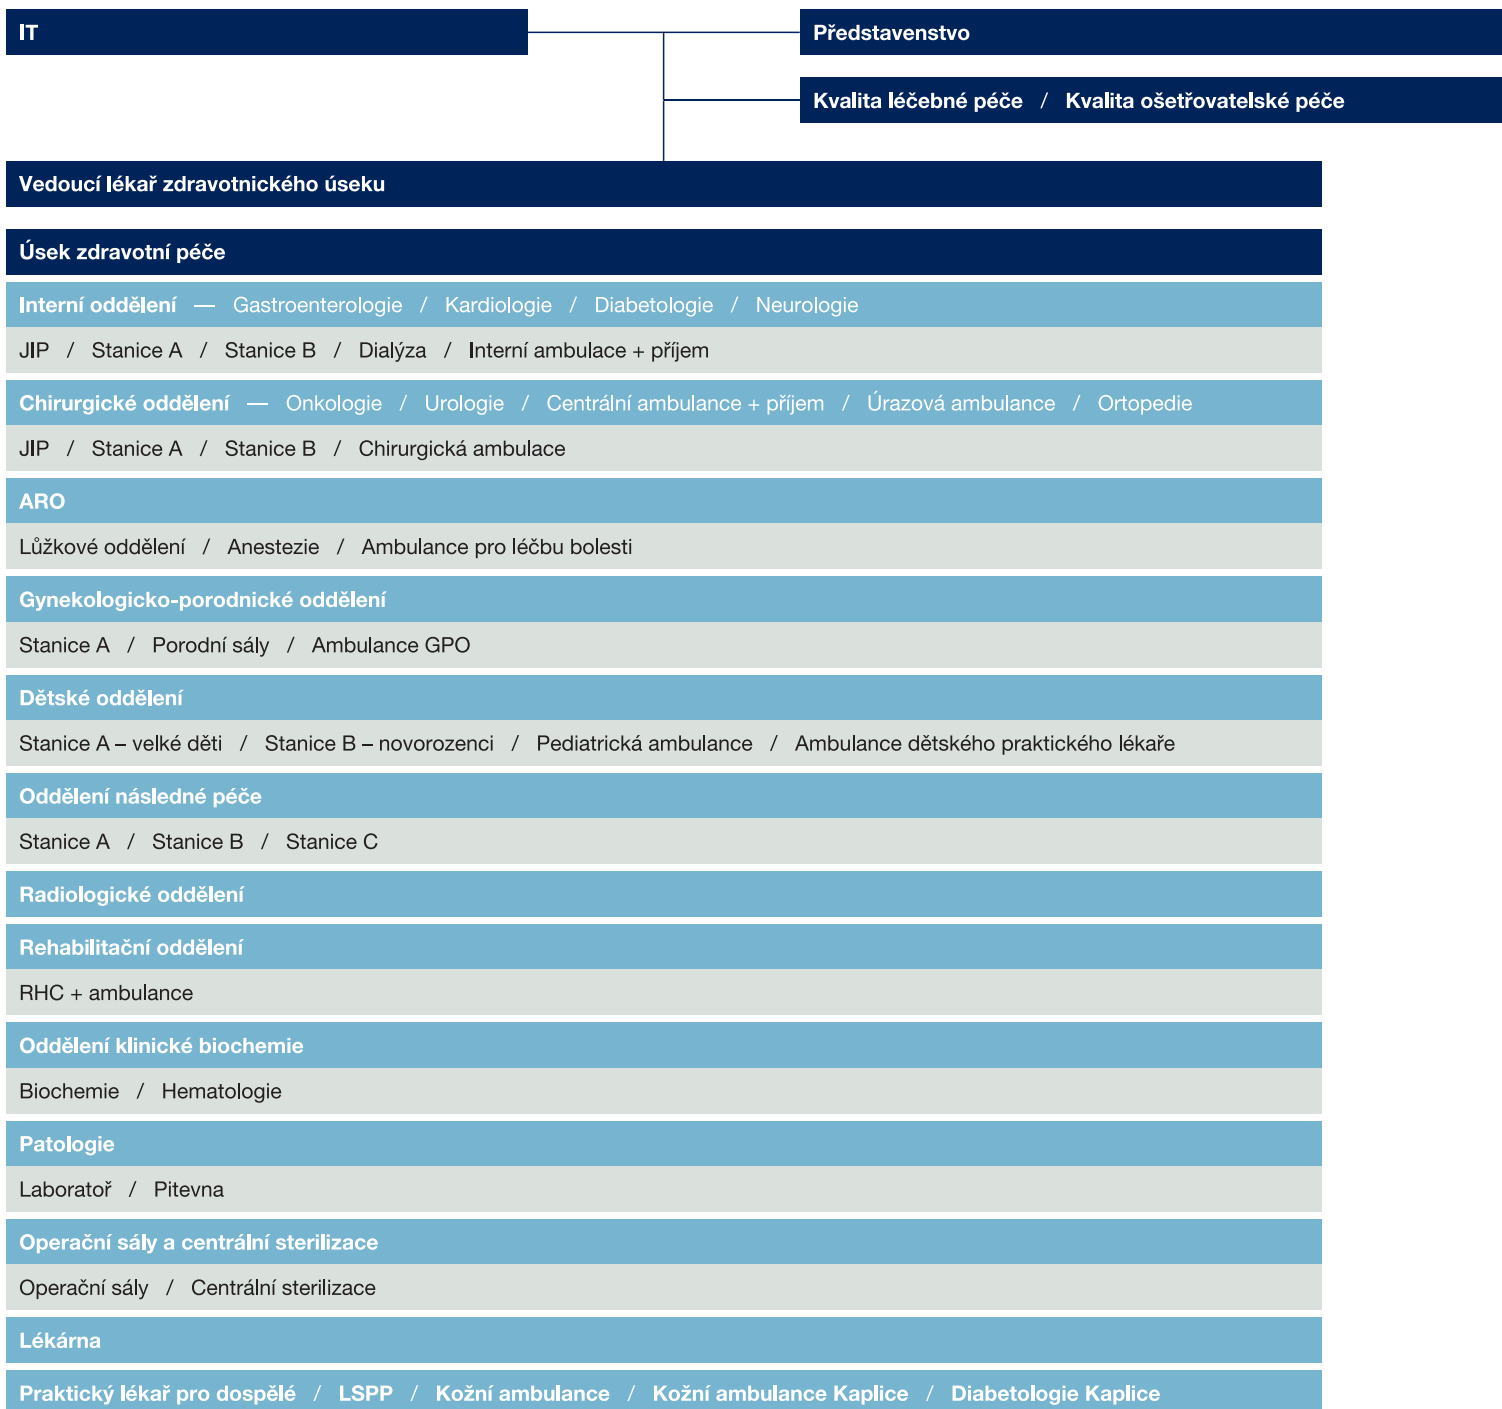 IT
Představenstvo
Kvalita léčebné péče / Kvalita ošetřovatelské péče
Vedoucí lékař zdravotnického úseku
Úsek zdravotní péče
Interní oddělení — Gastroenterologie / Kardiologie / Diabetologie / Neurologie
JIP / Stanice A / Stanice B / Dialýza / Interní ambulace + příjem
Chirurgické oddělení — Onkologie / Urologie / Centrální ambulance + příjem / Úrazová ambulance / Ortopedie
JIP / Stanice A / Stanice B / Chirurgická ambulace
ARO
Lůžkové oddělení / Anestezie / Ambulance pro léčbu bolesti
Gynekologicko-porodnické oddělení
Stanice A / Porodní sály / Ambulance GPO
Dětské oddělení
Stanice A – velké děti / Stanice B – novorozenci / Pediatrická ambulance / Ambulance dětského praktického lékaře
Oddělení následné péče
Stanice A / Stanice B / Stanice C
Radiologické oddělení
Rehabilitační oddělení
RHC + ambulance
Oddělení klinické biochemie
Biochemie / Hematologie
Patologie
Laboratoř / Pitevna
Operační sály a centrální sterilizace
Operační sály / Centrální sterilizace
Lékárna
Praktický lékař pro dospělé / LSPP / Kožní ambulance / Kožní ambulance Kaplice / Diabetologie Kaplice